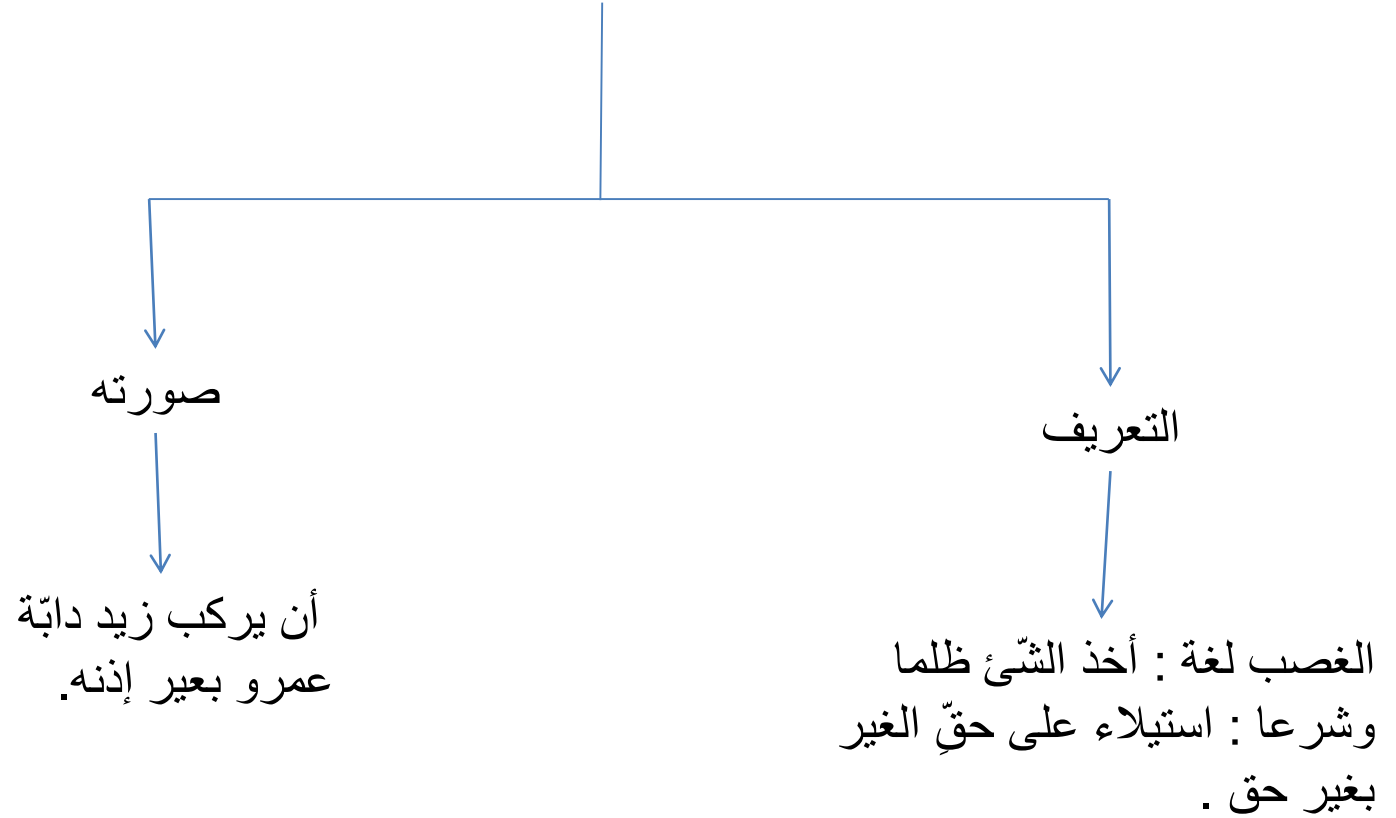 التعريف
صورته
الغصب لغة : أخذ الشّئ ظلما
وشرعا : استيلاء على حقِّ الغير
بغير حق .
أن يركب زيد دابّة
عمرو بعير إذنه.